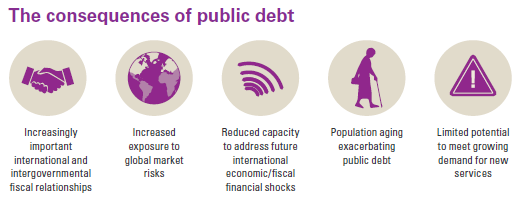 The consequences of public debt
Increasingly
important
international and
intergovernmental
fiscal relationships
Increased
exposure to
global market
risks
Reduced capacity
to address future
international
economic/fiscal
financial shocks
Population aging
exacerbating
public debt
Limited potential
to meet growing
demand for new
services